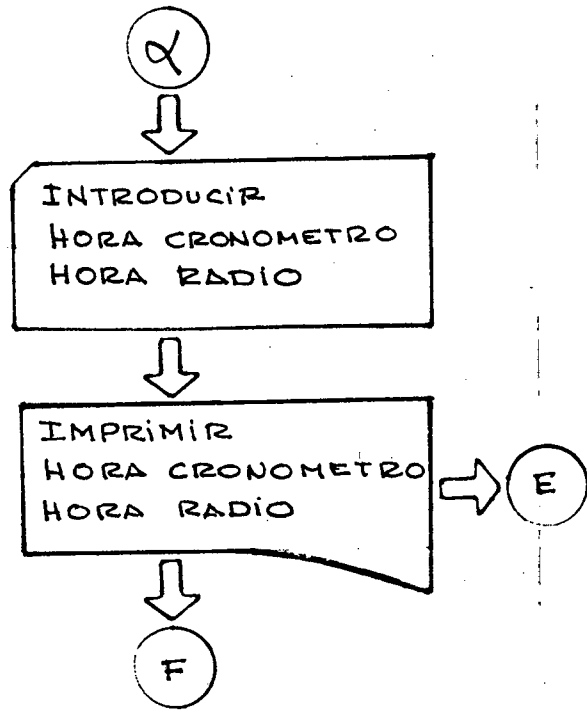 α
INTRODUCIR
HORA CRONOMETRO
HORA RADIO
IMPRIMIR
HORA CRONOMETRO
HORA RADIO
E
F